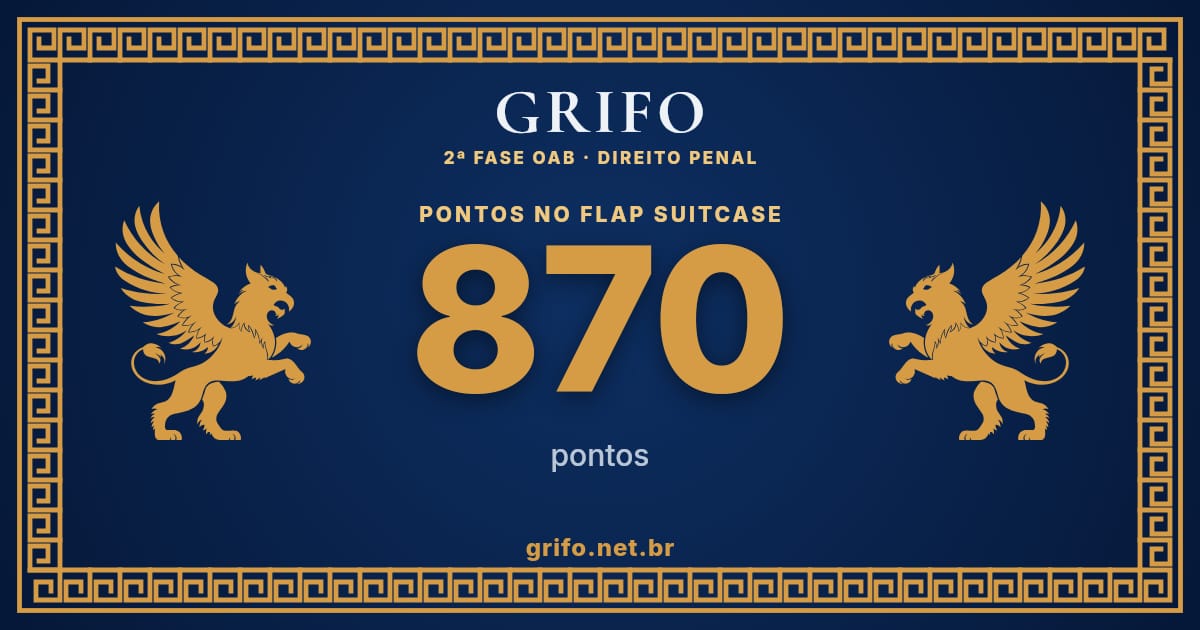 GRIFO
2ª FASE OAB · DIREITO PENAL
PONTOS NO FLAP SUITCASE
870
pontos
grifo.net.br